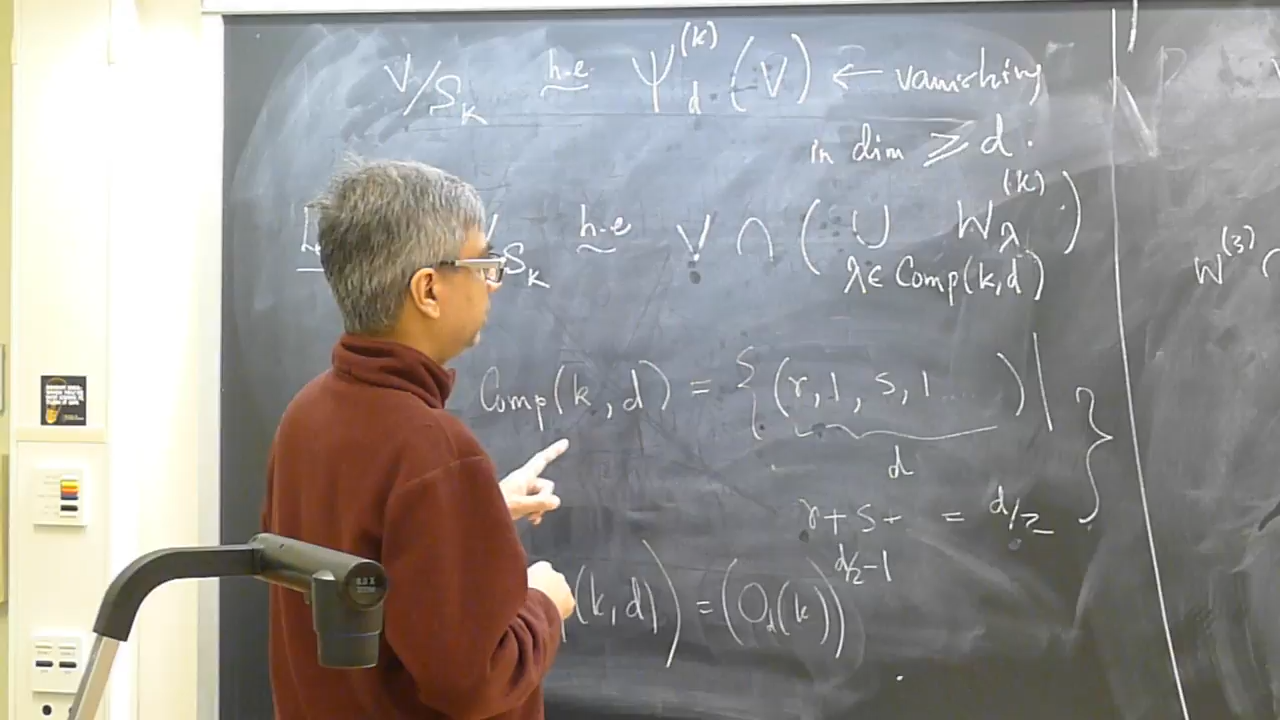 V/S_k h-e ~ Ψ_d^{(k)} (V) ← vanishing
in dim ≥ d.
S_k h-e ~ V ∩ ( ∪_{λ ∈ Comp(k,d)} W_λ^{(k)} )
Comp(k, d) = { (r, 1, s, 1 .... ) |
d
r + s + = d/2 }
(k, d) ) = (O_d(k))^{d/2 - 1}
W^{(3)} ∩